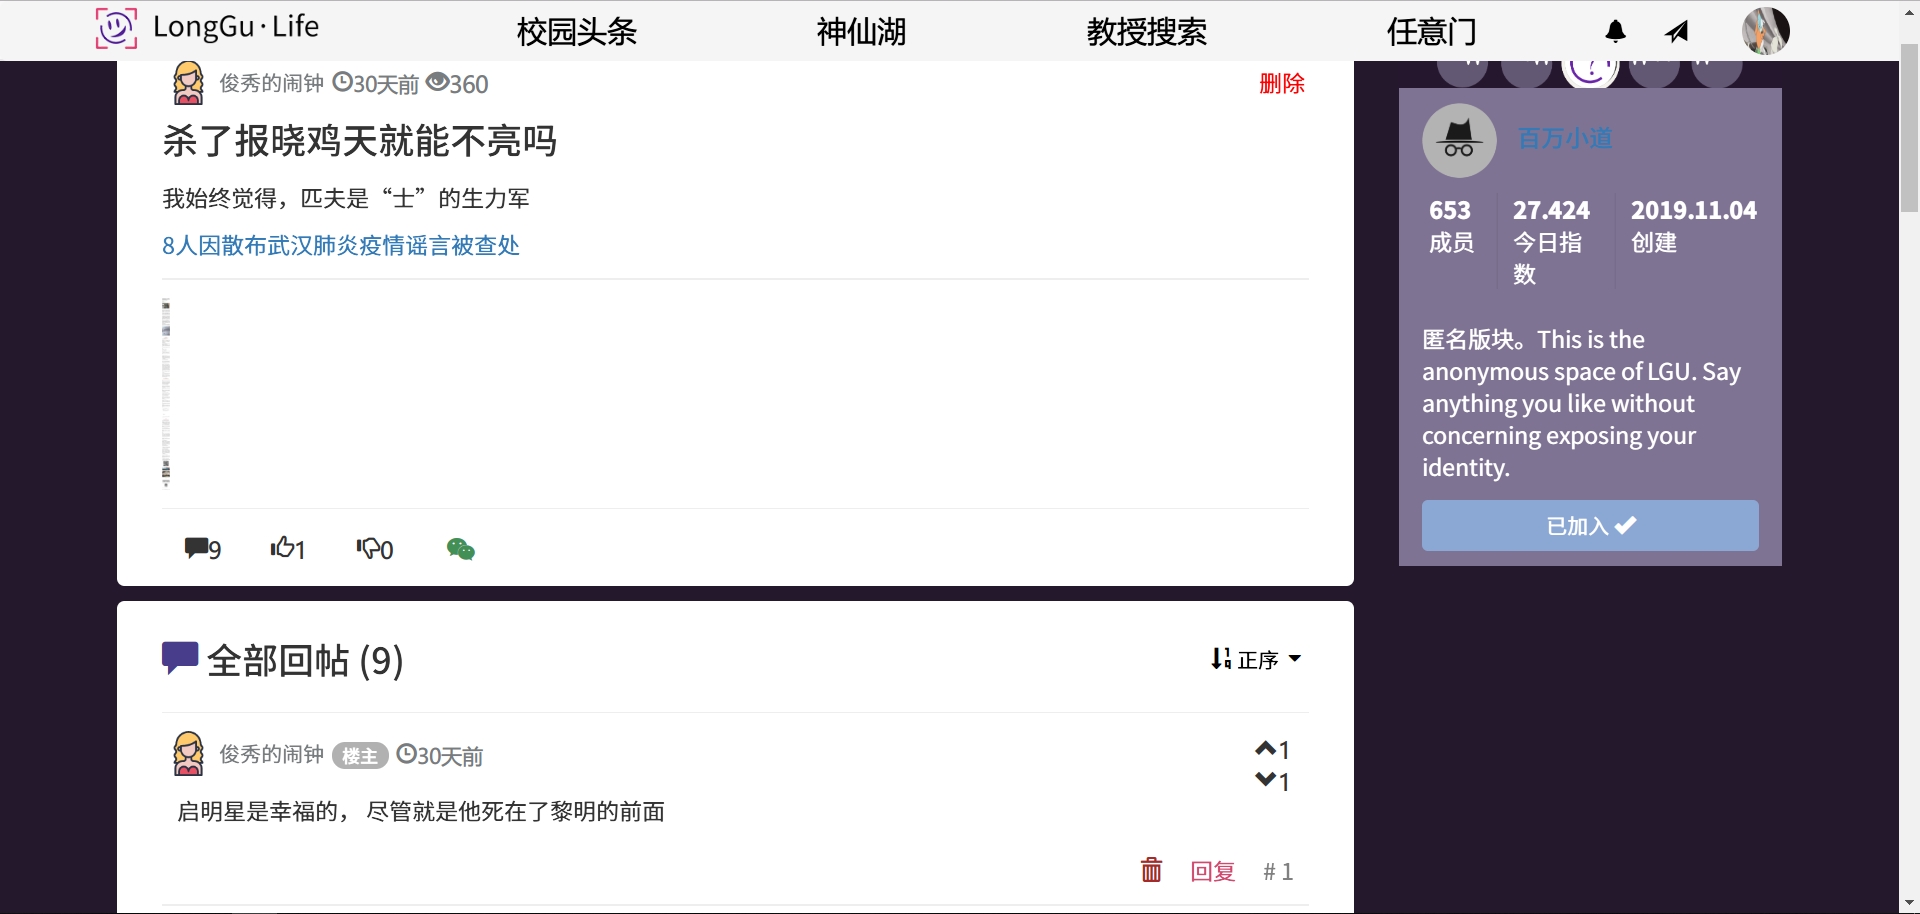 LongGu·Life 校园头条 神仙湖 教授搜索 任意门
俊秀的闹钟 30天前 360 删除
杀了报晓鸡天就能不亮吗
我始终觉得，匹夫是“士”的生力军
8人因散布武汉肺炎疫情谣言被查处
9 1 0
全部回帖 (9) 正序
俊秀的闹钟 楼主 30天前
1
1
启明星是幸福的， 尽管就是他死在了黎明的前面
回复 # 1
百万小道
653 27.424 2019.11.04
成员 今日指 创建
数
匿名版块。This is the
anonymous space of LGU. Say
anything you like without
concerning exposing your
identity.
已加入